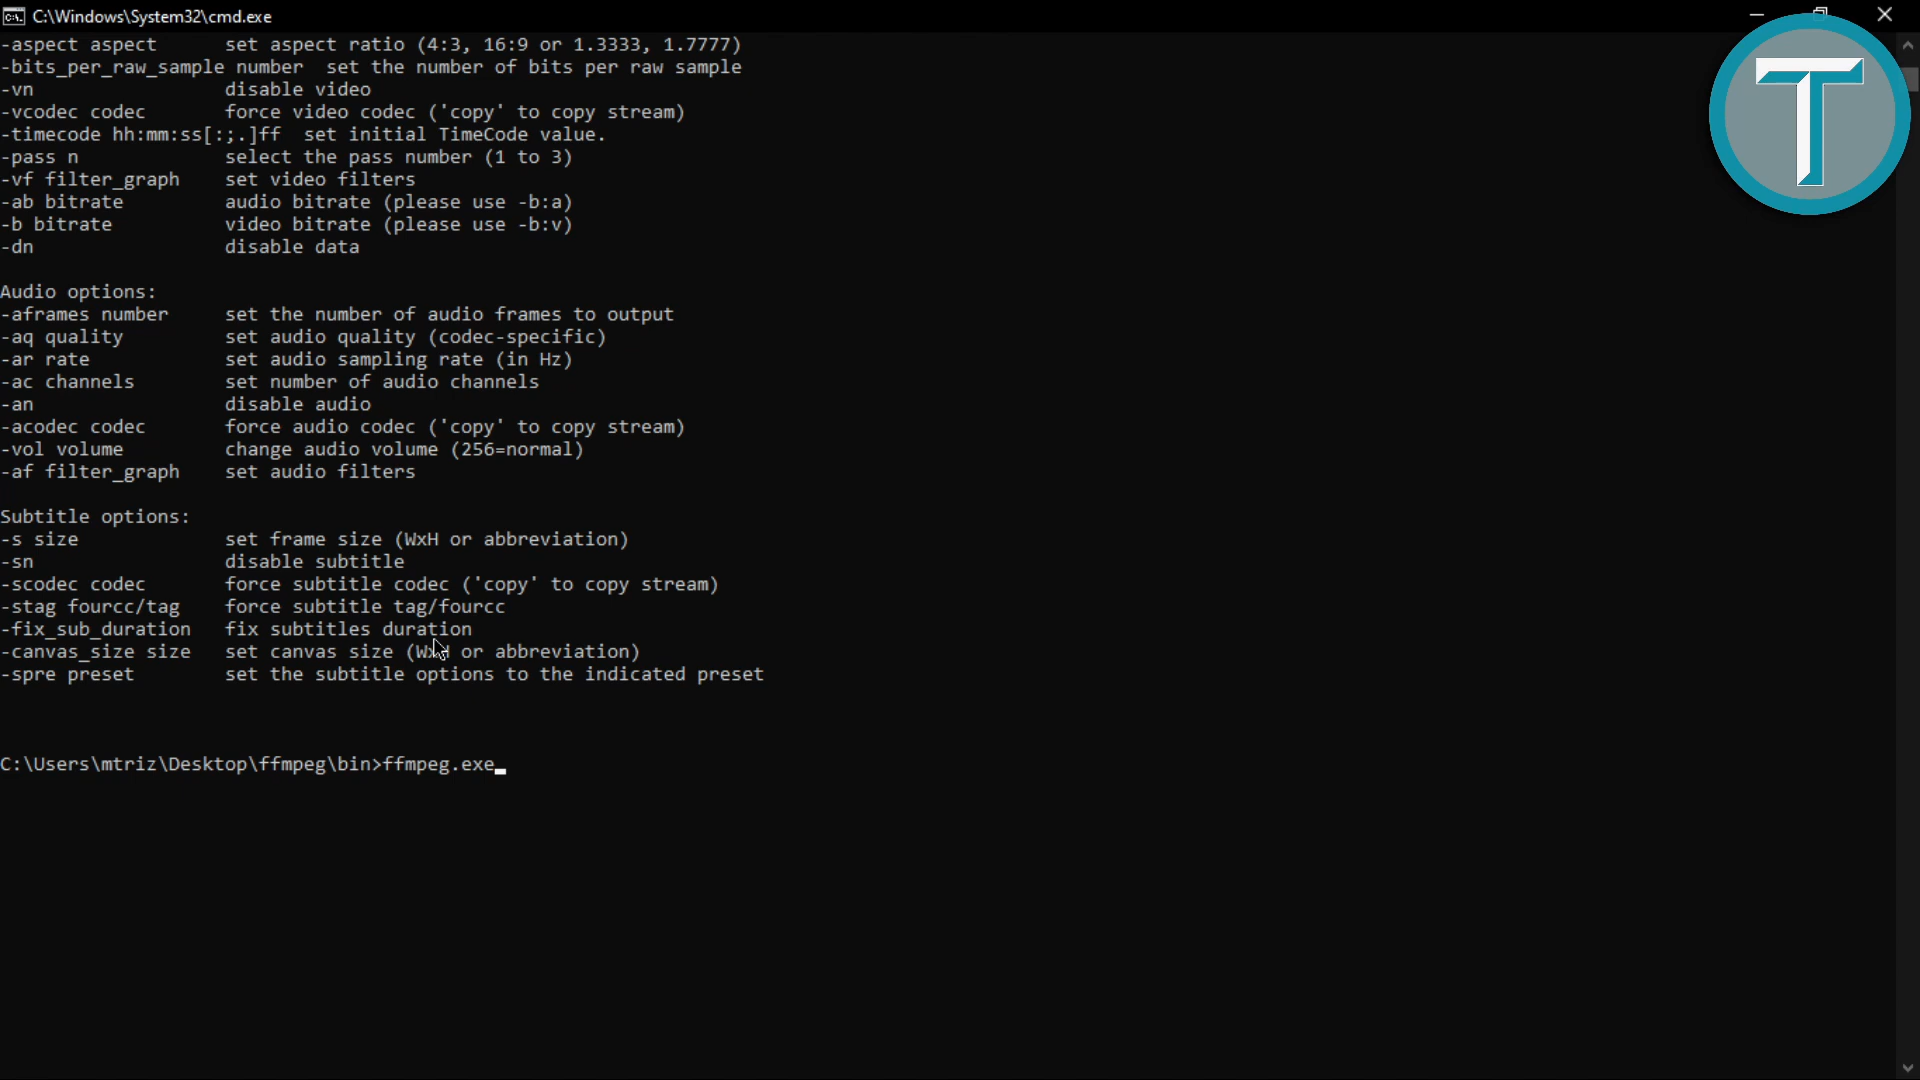 C:\Windows\System32\cmd.exe
-aspect aspect      set aspect ratio (4:3, 16:9 or 1.3333, 1.7777)
-bits_per_raw_sample number  set the number of bits per raw sample
-vn                 disable video
-vcodec codec       force video codec ('copy' to copy stream)
-timecode hh:mm:ss[:;.]ff  set initial TimeCode value.
-pass n             select the pass number (1 to 3)
-vf filter_graph    set video filters
-ab bitrate         audio bitrate (please use -b:a)
-b bitrate          video bitrate (please use -b:v)
-dn                 disable data
Audio options:
-aframes number     set the number of audio frames to output
-aq quality         set audio quality (codec-specific)
-ar rate            set audio sampling rate (in Hz)
-ac channels        set number of audio channels
-an                 disable audio
-acodec codec       force audio codec ('copy' to copy stream)
-vol volume         change audio volume (256=normal)
-af filter_graph    set audio filters
Subtitle options:
-s size             set frame size (WxH or abbreviation)
-sn                 disable subtitle
-scodec codec       force subtitle codec ('copy' to copy stream)
-stag fourcc/tag    force subtitle tag/fourcc
-fix_sub_duration   fix subtitles duration
-canvas_size size   set canvas size (WxH or abbreviation)
-spre preset        set the subtitle options to the indicated preset
C:\Users\mtriz\Desktop\ffmpeg\bin>ffmpeg.exe
T